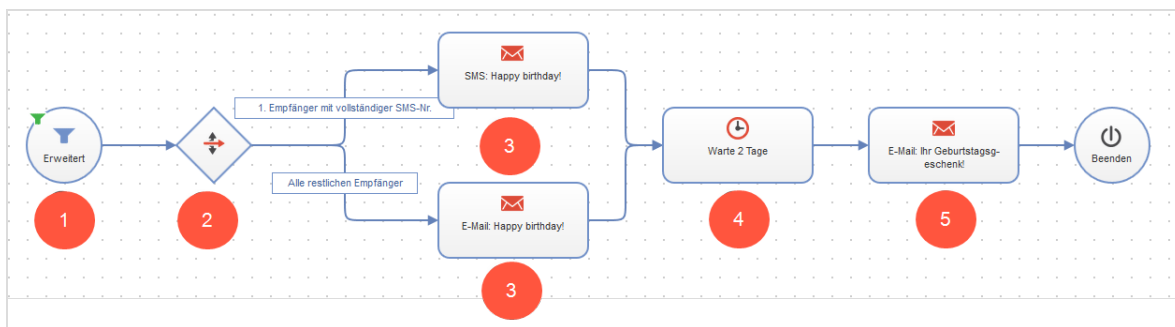 Erweitert
1
2
1. Empfänger mit vollständiger SMS-Nr.
Alle restlichen Empfänger
SMS: Happy birthday!
3
E-Mail: Happy birthday!
3
Warte 2 Tage
4
E-Mail: Ihr Geburtstagsg-
eschenk!
5
Beenden